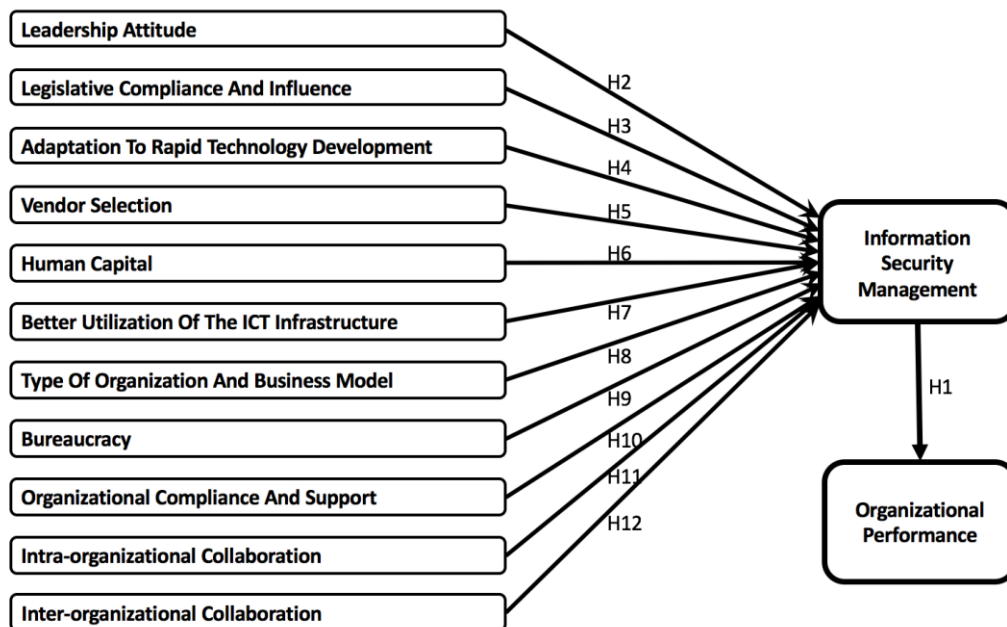 Leadership Attitude
Legislative Compliance And Influence
Adaptation To Rapid Technology Development
Vendor Selection
Human Capital
Better Utilization Of The ICT Infrastructure
Type Of Organization And Business Model
Bureaucracy
Organizational Compliance And Support
Intra-organizational Collaboration
Inter-organizational Collaboration
H2
H3
H4
H5
H6
H7
H8
H9
H10
H11
H12
Information
Security
Management
H1
Organizational
Performance